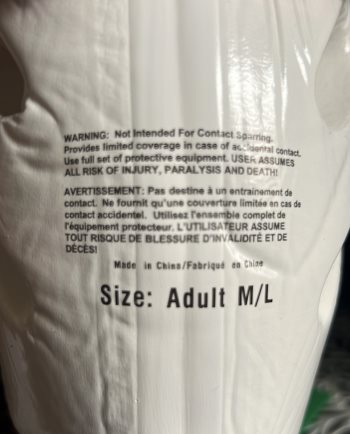 WARNING: Not Intended For Contact Sparring.
Provides limited coverage in case of accidental contact.
Use full set of protective equipment. USER ASSUMES
ALL RISK OF INJURY, PARALYSIS AND DEATH!
AVERTISSEMENT: Pas destine à un entrainement de
contact. Ne fournit qu'une couverture limitée en cas de
contact accidentel. Utilisez l'ensemble complet de
l'équipement protecteur. L'UTILISATEUR ASSUME
TOUT RISQUE DE BLESSURE D'INVALIDITÉ ET DE
DÉCÈS!
Made in China/Fabriqué en Chine
Size: Adult M/L